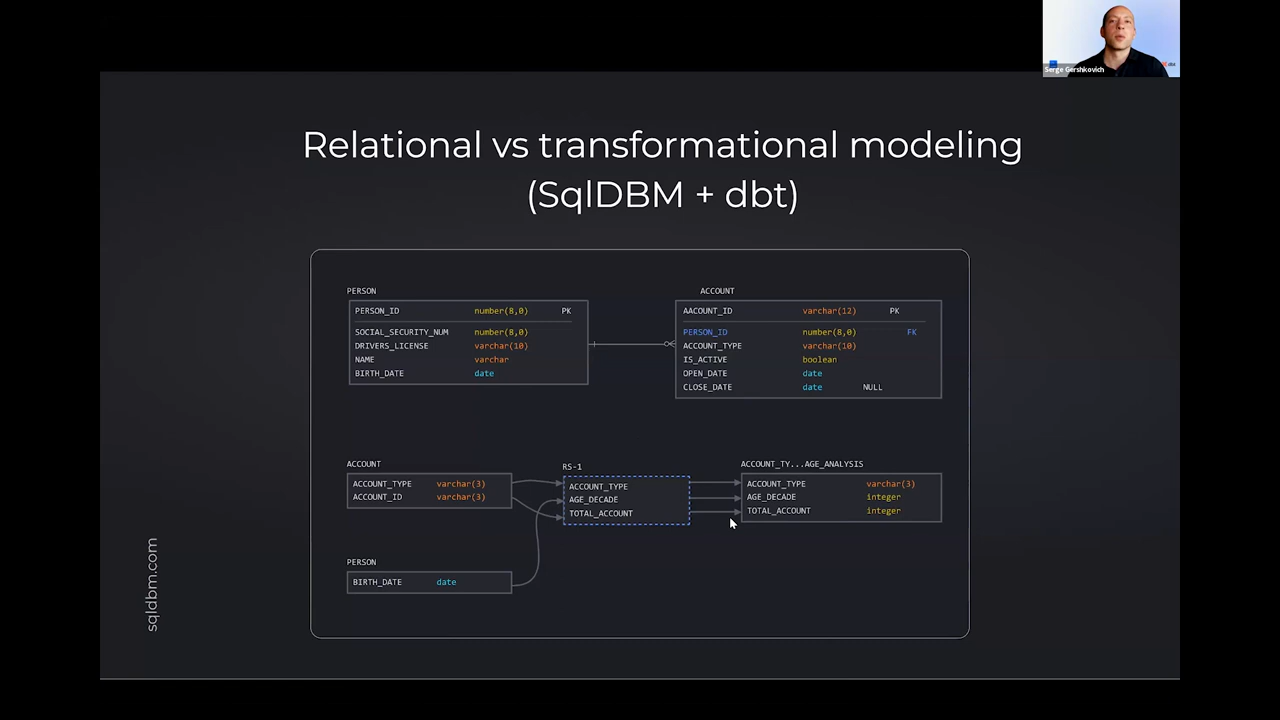 Serge Gershkovich
dbt
Relational vs transformational modeling
(SqlDBM + dbt)
PERSON
PERSON_ID number(8,0) PK
SOCIAL_SECURITY_NUM number(8,0)
DRIVERS_LICENSE varchar(10)
NAME varchar
BIRTH_DATE date
ACCOUNT
AACOUNT_ID varchar(12) PK
PERSON_ID number(8,0) FK
ACCOUNT_TYPE varchar(10)
IS_ACTIVE boolean
OPEN_DATE date
CLOSE_DATE date NULL
ACCOUNT
ACCOUNT_TYPE varchar(3)
ACCOUNT_ID varchar(3)
PERSON
BIRTH_DATE date
RS-1
ACCOUNT_TYPE
AGE_DECADE
TOTAL_ACCOUNT
ACCOUNT_TY...AGE_ANALYSIS
ACCOUNT_TYPE varchar(3)
AGE_DECADE integer
TOTAL_ACCOUNT integer
sqldbm.com